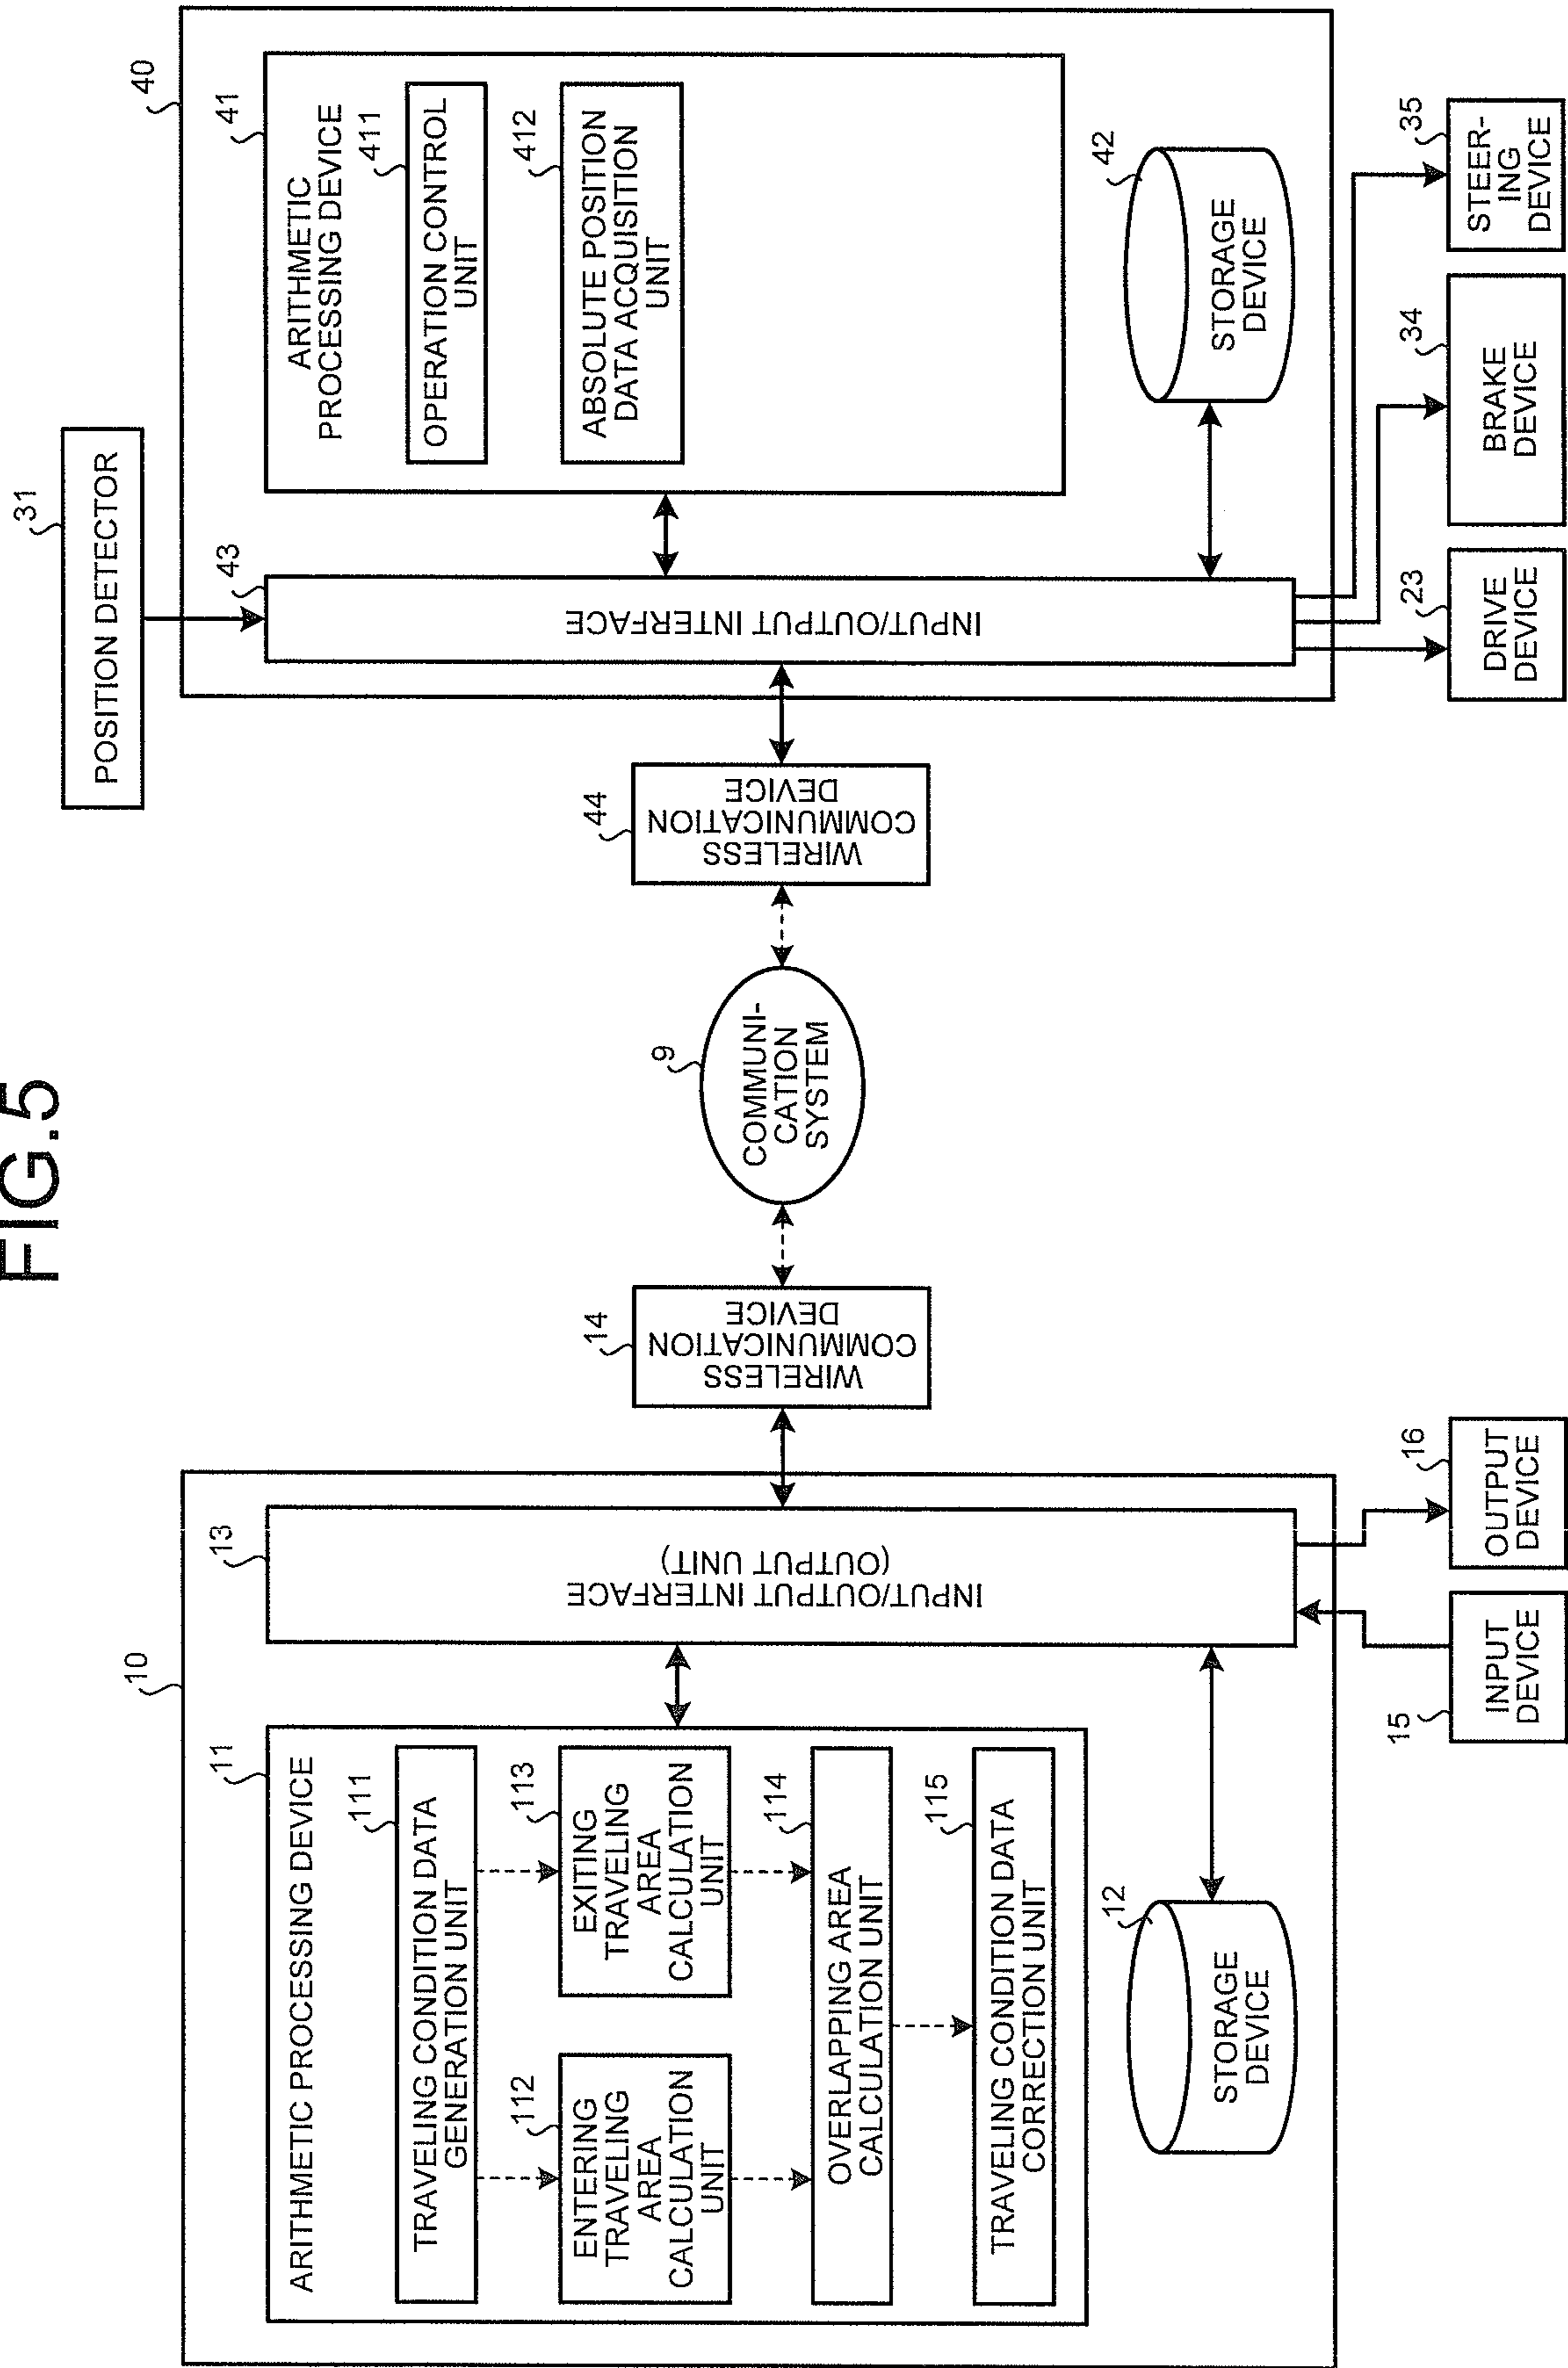 FIG.5
10
11
ARITHMETIC PROCESSING DEVICE
111
TRAVELING CONDITION DATA
GENERATION UNIT
112
ENTERING
TRAVELING
AREA
CALCULATION
UNIT
113
EXITING
TRAVELING
AREA
CALCULATION
UNIT
114
OVERLAPPING AREA
CALCULATION UNIT
115
TRAVELING CONDITION DATA
CORRECTION UNIT
12
STORAGE
DEVICE
13
INPUT/OUTPUT INTERFACE
(OUTPUT UNIT)
15
INPUT
DEVICE
16
OUTPUT
DEVICE
14
WIRELESS
COMMUNICATION
DEVICE
9
COMMUNI-
CATION
SYSTEM
44
WIRELESS
COMMUNICATION
DEVICE
31
POSITION DETECTOR
40
43
INPUT/OUTPUT INTERFACE
41
ARITHMETIC
PROCESSING DEVICE
411
OPERATION CONTROL
UNIT
412
ABSOLUTE POSITION
DATA ACQUISITION
UNIT
42
STORAGE
DEVICE
23
DRIVE
DEVICE
34
BRAKE
DEVICE
35
STEER-
ING
DEVICE